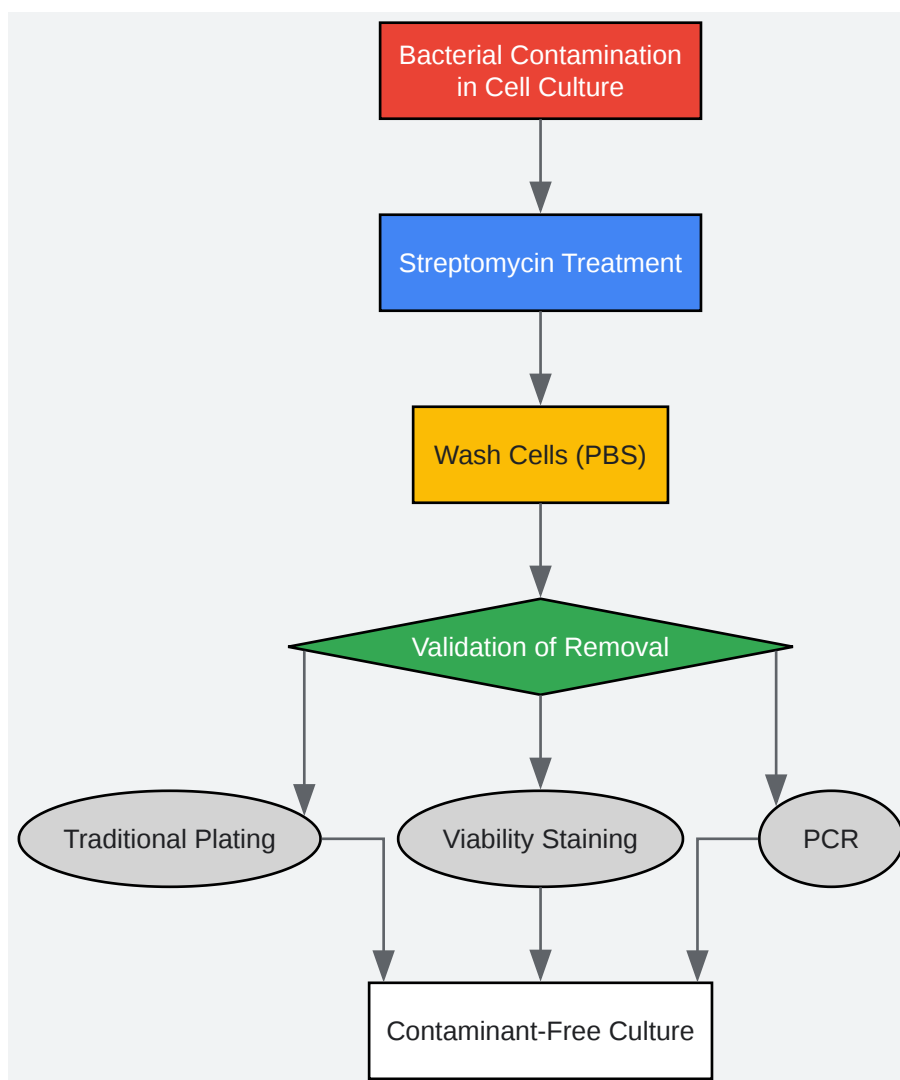 Bacterial Contamination
in Cell Culture
Streptomycin Treatment
Wash Cells (PBS)
Validation of Removal
Traditional Plating
Viability Staining
PCR
Contaminant-Free Culture